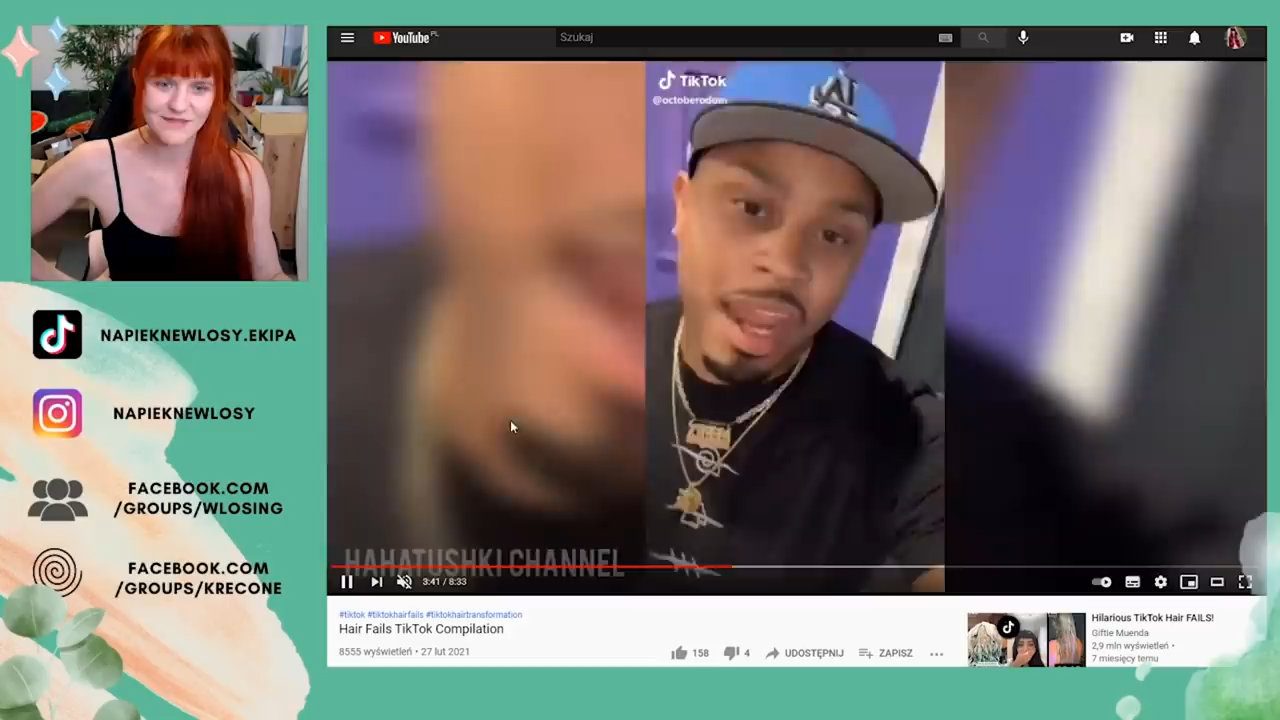 YouTube PL
Szukaj
TikTok
@octoberodom
LA
NAPIEKNEWLOSY.EKIPA
NAPIEKNEWLOSY
FACEBOOK.COM
/GROUPS/WLOSING
FACEBOOK.COM
/GROUPS/KRECONE
HAHATUSHKI CHANNEL
3:41 / 8:33
#tiktok #tiktokhairfails #tiktokhairtransformation
Hair Fails TikTok Compilation
8555 wyświetleń • 27 lut 2021
158
4
UDOSTĘPNIJ
ZAPISZ
Hilarious TikTok Hair FAILS!
Giftie Muenda
2,9 mln wyświetleń •
7 miesięcy temu